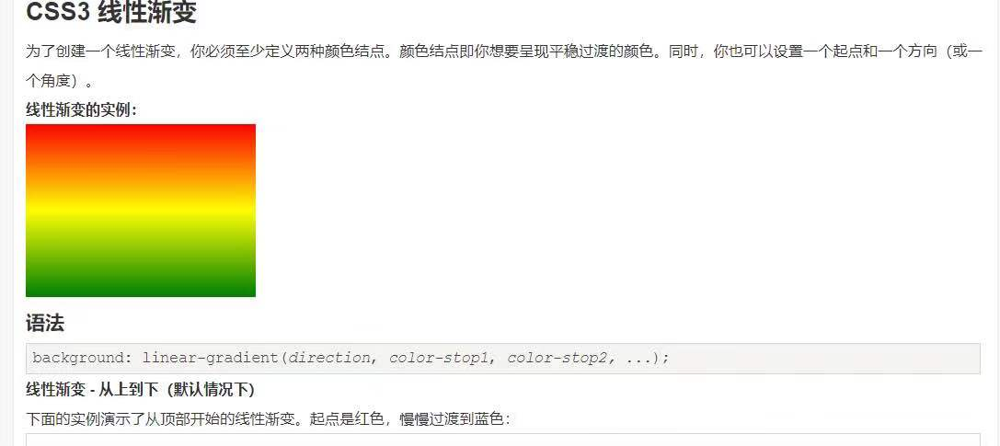 CSS3 线性渐变
为了创建一个线性渐变，你必须至少定义两种颜色结点。颜色结点即你想要呈现平稳过渡的颜色。同时，你也可以设置一个起点和一个方向（或一
个角度）。
线性渐变的实例：
语法
background: linear-gradient(direction, color-stop1, color-stop2, ...);
线性渐变 - 从上到下（默认情况下）
下面的实例演示了从顶部开始的线性渐变。起点是红色，慢慢过渡到蓝色：